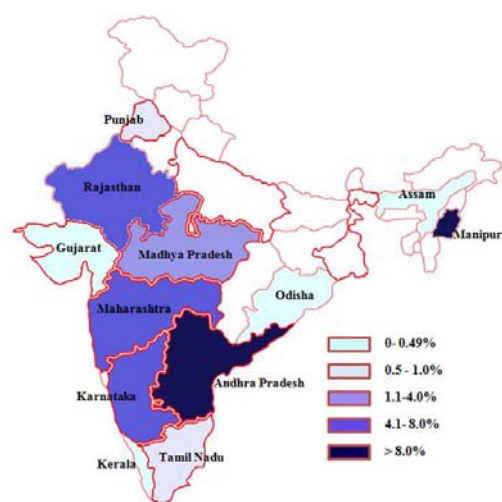 Punjab
Rajasthan
Assam
Manipur
Gujarat
Madhya Pradesh
Odisha
Maharashtra
Andhra Pradesh
Karnataka
Kerala
Tamil Nadu
0- 0.49%
0.5 - 1.0%
1.1-4.0%
4.1- 8.0%
> 8.0%